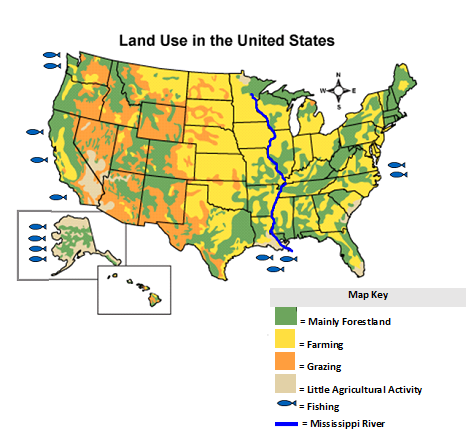 Land Use in the United States
N
W E
S
Map Key
= Mainly Forestland
= Farming
= Grazing
= Little Agricultural Activity
= Fishing
= Mississippi River